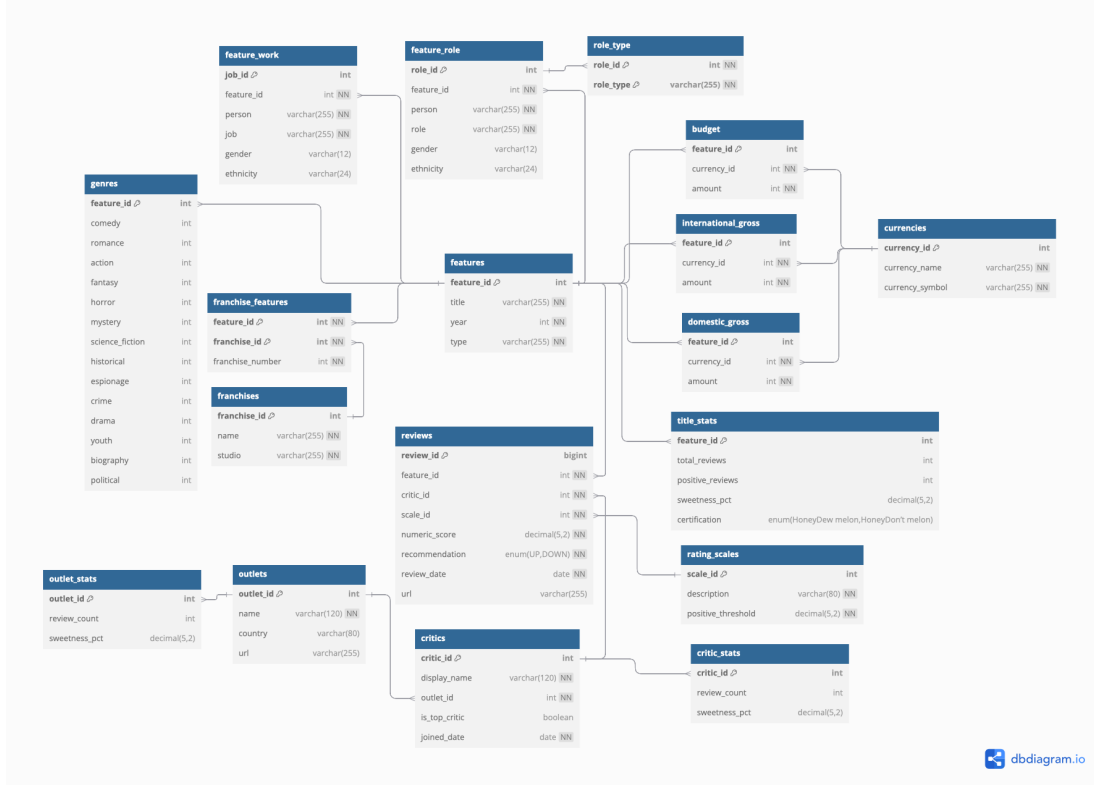 feature_work
job_id int
feature_id int NN
person varchar(255) NN
job varchar(255) NN
gender varchar(12)
ethnicity varchar(24)
feature_role
role_id int
feature_id int NN
person varchar(255) NN
role varchar(255) NN
gender varchar(12)
ethnicity varchar(24)
role_type
role_id int NN
role_type varchar(255) NN
budget
feature_id int
currency_id int NN
amount int NN
genres
feature_id int
comedy int
romance int
action int
fantasy int
horror int
mystery int
science_fiction int
historical int
espionage int
crime int
drama int
youth int
biography int
political int
international_gross
feature_id int
currency_id int NN
amount int NN
currencies
currency_id int
currency_name varchar(255) NN
currency_symbol varchar(255) NN
features
feature_id int
title varchar(255) NN
year int NN
type varchar(255) NN
franchise_features
feature_id int NN
franchise_id int NN
franchise_number int NN
domestic_gross
feature_id int
currency_id int NN
amount int NN
franchises
franchise_id int
name varchar(255) NN
studio varchar(255) NN
title_stats
feature_id int
total_reviews int
positive_reviews int
sweetness_pct decimal(5,2)
certification enum(HoneyDew melon,HoneyDon't melon)
reviews
review_id bigint
feature_id int NN
critic_id int NN
scale_id int NN
numeric_score decimal(5,2) NN
recommendation enum(UP,DOWN) NN
review_date date NN
url varchar(255)
rating_scales
scale_id int
description varchar(80) NN
positive_threshold decimal(5,2) NN
outlet_stats
outlet_id int
review_count int
sweetness_pct decimal(5,2)
outlets
outlet_id int
name varchar(120) NN
country varchar(80)
url varchar(255)
critics
critic_id int
display_name varchar(120) NN
outlet_id int NN
is_top_critic boolean
joined_date date NN
critic_stats
critic_id int
review_count int
sweetness_pct decimal(5,2)
dbdiagram.io